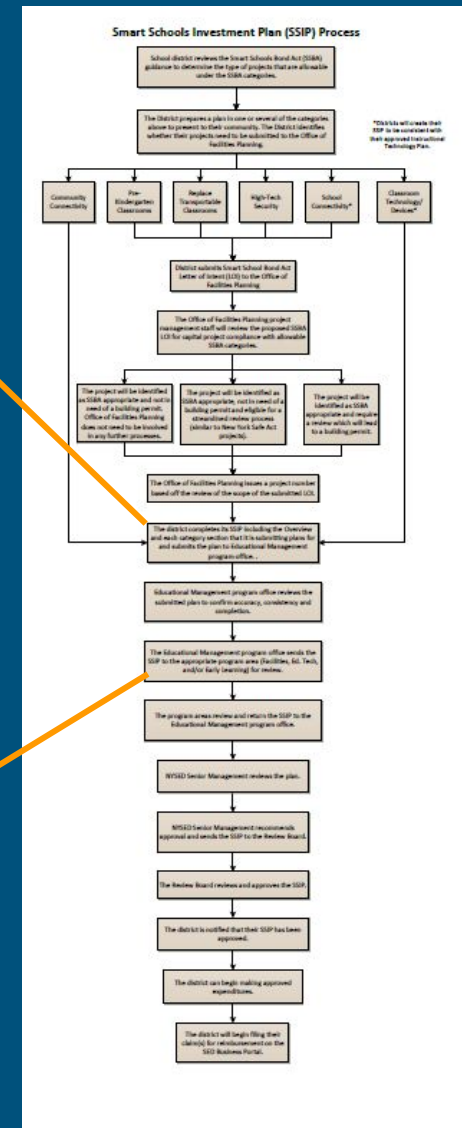 Smart Schools Investment Plan (SSIP) Process
School district reviews the Smart Schools Bond Act (SSBA)
guidance to determine the type of projects that are allowable
under the SSBA categories.
The District prepares a plan in one or several of the categories
above to present to their community. The District identifies
whether their projects need to be submitted to the Office of
Facilities Planning.
*Districts will create their
SSIP to be consistent with
their approved Instructional
Technology Plan.
Community
Connectivity
Pre-
Kindergarten
Classrooms
Replace
Transportable
Classrooms
High-Tech
Security
School
Connectivity*
Classroom
Technology/
Devices*
District submits Smart School Bond Act
Letter of Intent (LOI) to the Office of
Facilities Planning
The Office of Facilities Planning project
management staff will review the proposed SSBA
LOI for capital project compliance with allowable
SSBA categories.
The project will be identified
as SSBA appropriate and not in
need of a building permit.
Office of Facilities Planning
does not need to be involved
in any further processes.
The project will be identified as
SSBA appropriate, not in need of a
building permit and eligible for a
streamlined review process
(similar to New York Safe Act
projects).
The project will be
identified as SSBA
appropriate and require
a review which will lead
to a building permit.
The Office of Facilities Planning issues a project number
based off the review of the scope of the submitted LOI.
The district completes its SSIP including the Overview
and each category section that it is submitting plans for
and submits the plan to Educational Management
program office. .
Educational Management program office reviews the
submitted plan to confirm accuracy, consistency and
completion.
The Educational Management program office sends the
SSIP to the appropriate program area (Facilities, Ed. Tech,
and/or Early Learning) for review.
The program areas review and return the SSIP to the
Educational Management program office.
NYSED Senior Management reviews the plan.
NYSED Senior Management recommends
approval and sends the SSIP to the Review Board.
The Review Board reviews and approves the SSIP.
The district is notified that their SSIP has been
approved.
The district can begin making approved
expenditures.
The district will begin filing their
claim(s) for reimbursement on the
SED Business Portal.